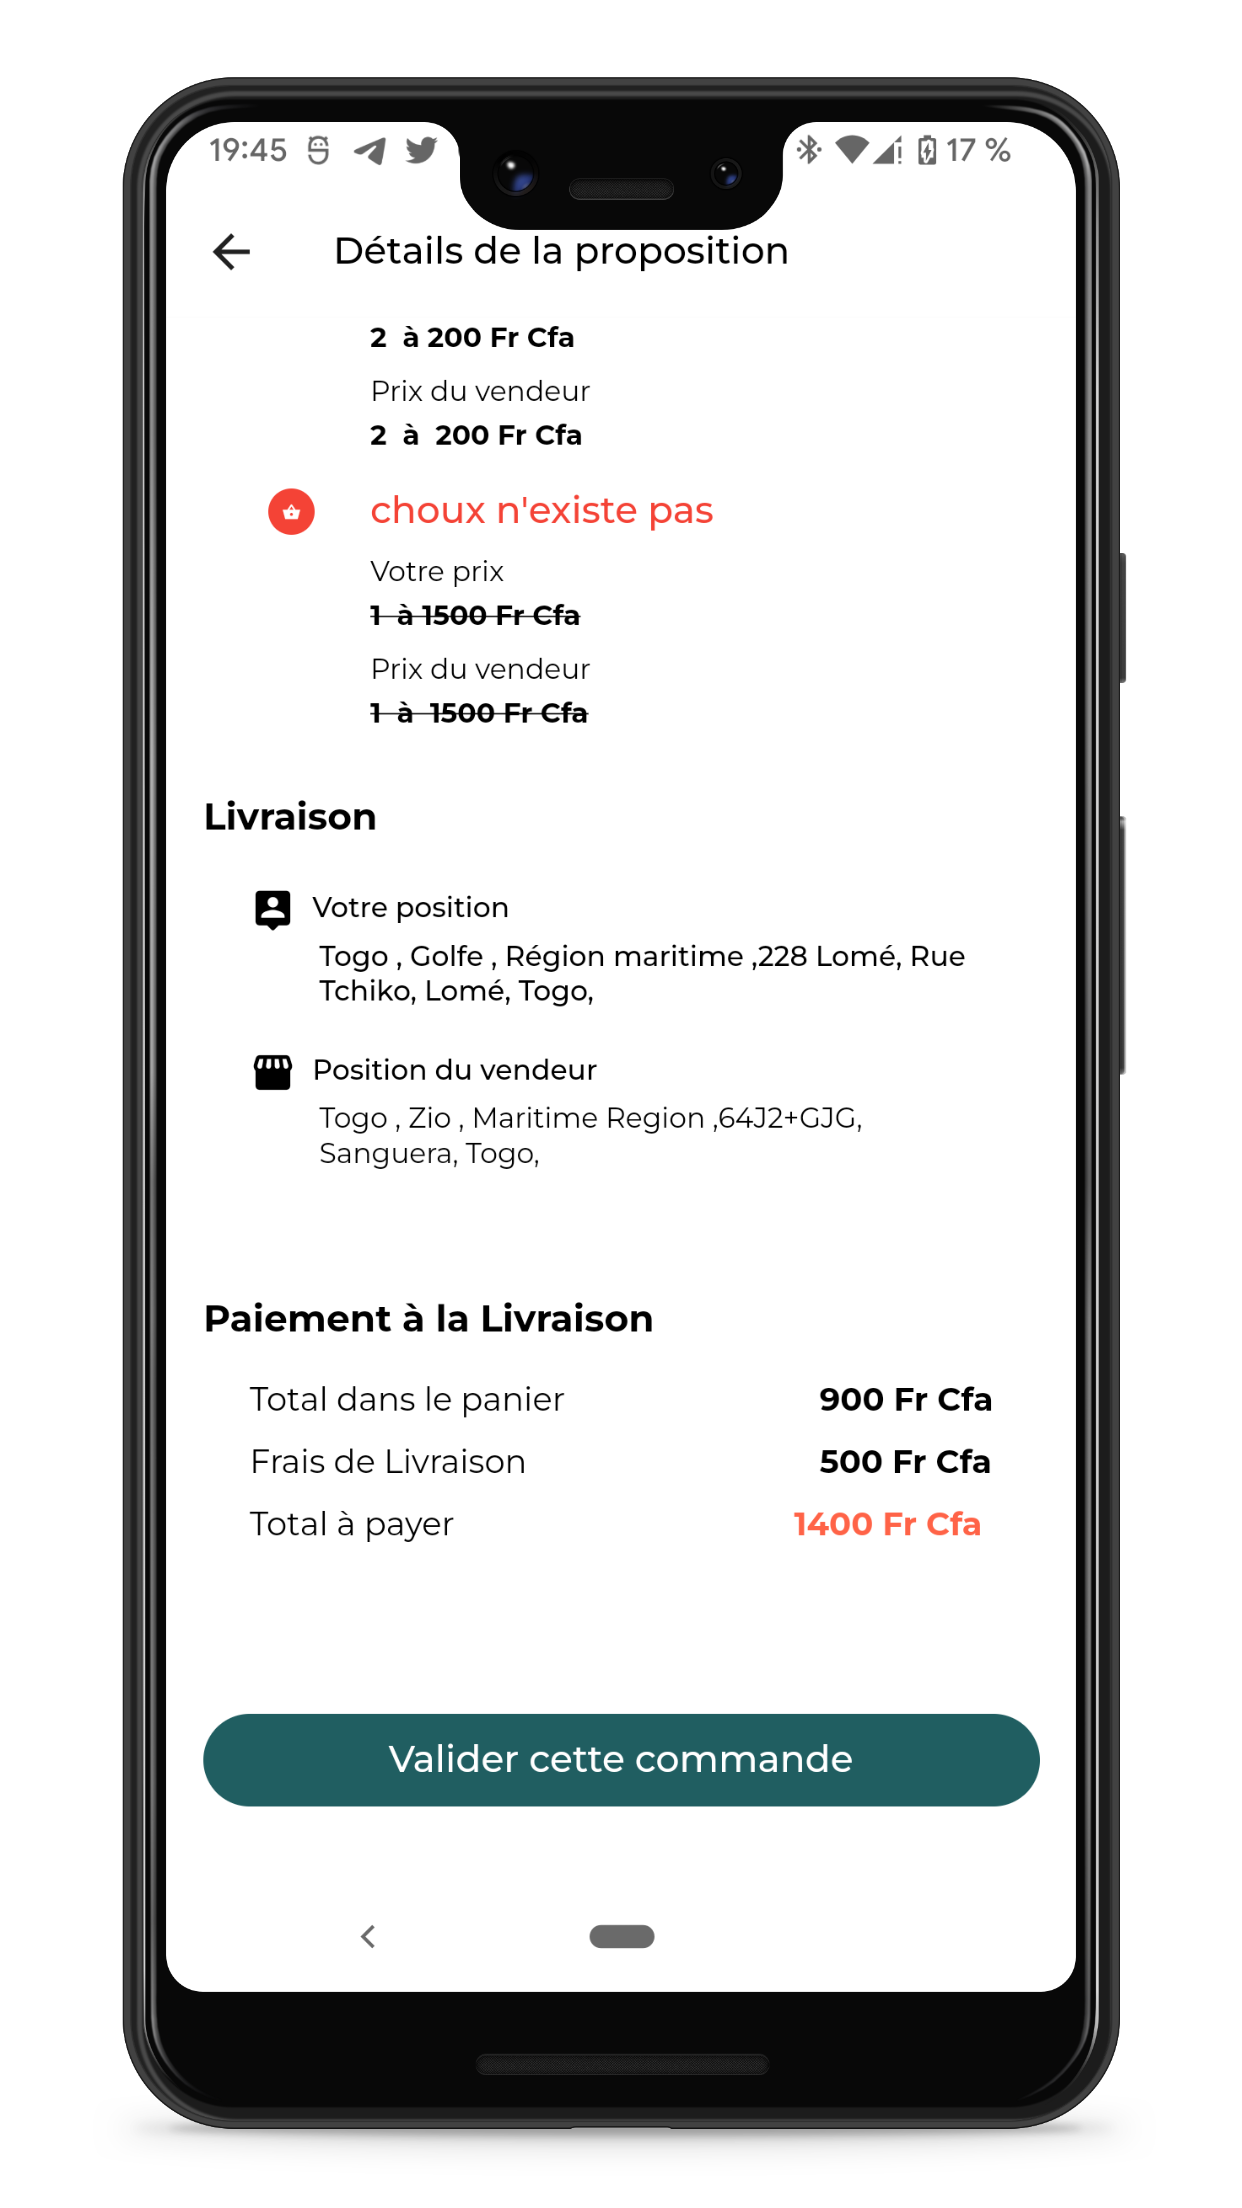 19:45
17 %
Détails de la proposition
2 à 200 Fr Cfa
Prix du vendeur
2 à 200 Fr Cfa
choux n'existe pas
Votre prix
1 à 1500 Fr Cfa
Prix du vendeur
1 à 1500 Fr Cfa
Livraison
Votre position
Togo , Golfe , Région maritime ,228 Lomé, Rue
Tchiko, Lomé, Togo,
Position du vendeur
Togo , Zio , Maritime Region ,64J2+GJG,
Sanguera, Togo,
Paiement à la Livraison
Total dans le panier 900 Fr Cfa
Frais de Livraison 500 Fr Cfa
Total à payer 1400 Fr Cfa
Valider cette commande